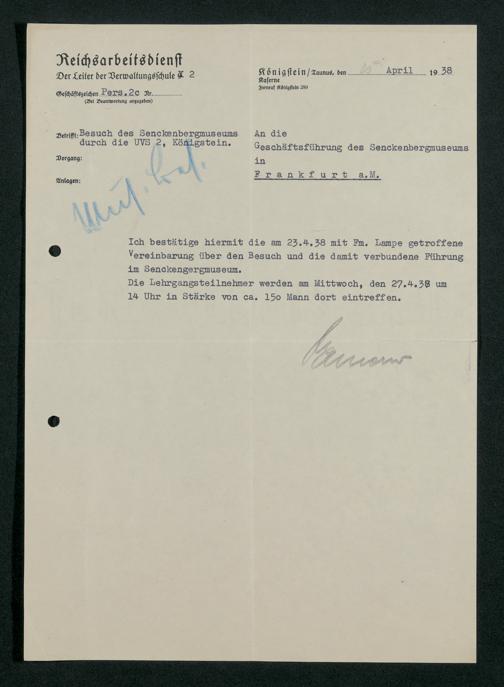 Reichsarbeitsdienst
Der Leiter der Verwaltungsschule 2
Geschäftszeichen Pers.2c Nr.
(Bei Beantwortung anzugeben)
Königstein/Taunus, den April 1938
Kaserne
Fernruf Königstein
Betrifft: Besuch des Senckenbergmuseums
durch die UVS 2, Königstein.
Vorgang:
Anlagen:
An die
Geschäftsführung des Senckenbergmuseums
in
Frankfurt a.M.
Ich bestätige hiermit die am 23.4.38 mit Fm. Lampe getroffene
Vereinbarung über den Besuch und die damit verbundene Führung
im Senckengergmuseum.
Die Lehrgangsteilnehmer werden am Mittwoch, den 27.4.38 um
14 Uhr in Stärke von ca. 15o Mann dort eintreffen.